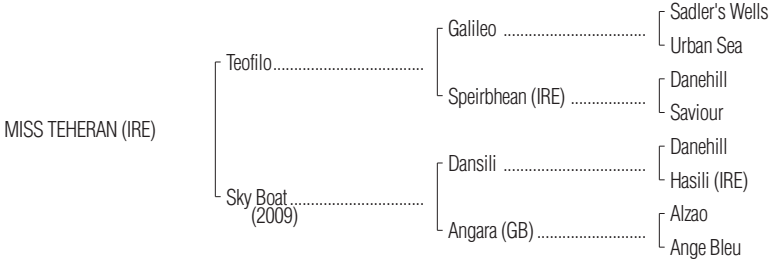 Sadler's Wells
Galileo ..................................
Urban Sea
Teofilo...................................
Danehill
Speirbhean (IRE) ..................
Saviour
MISS TEHERAN (IRE)
Danehill
Dansili ..................................
Hasili (IRE)
Sky Boat ...............................
(2009)
Alzao
Angara (GB) ..........................
Ange Bleu